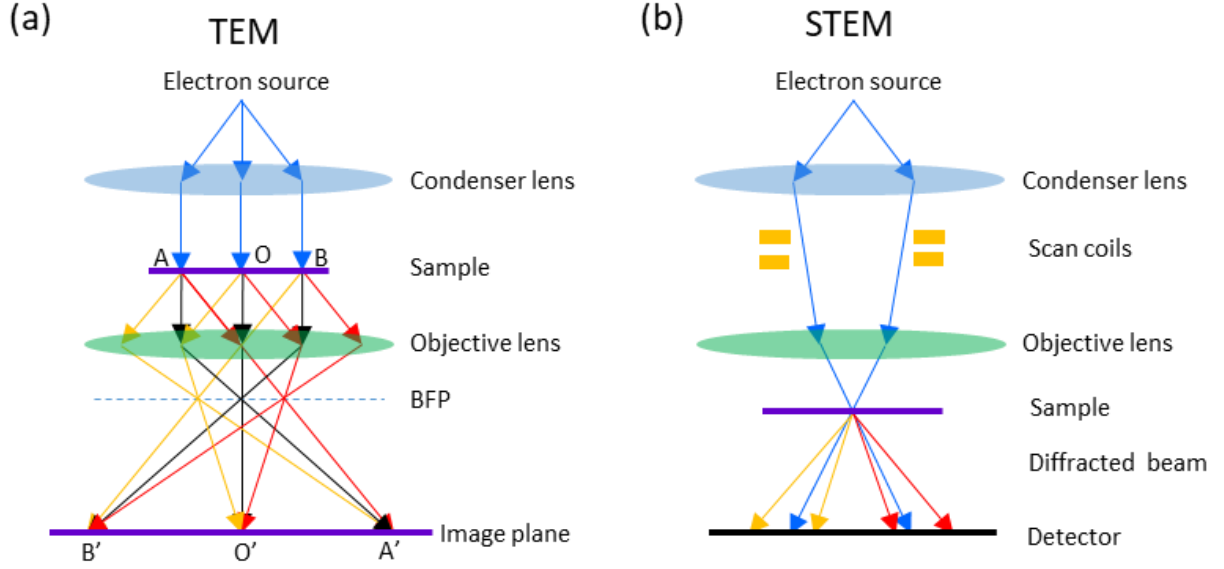 (a)
TEM
Electron source
Condenser lens
A
O
B
Sample
Objective lens
BFP
Image plane
B’
O’
A’
(b)
STEM
Electron source
Condenser lens
Scan coils
Objective lens
Sample
Diffracted beam
Detector